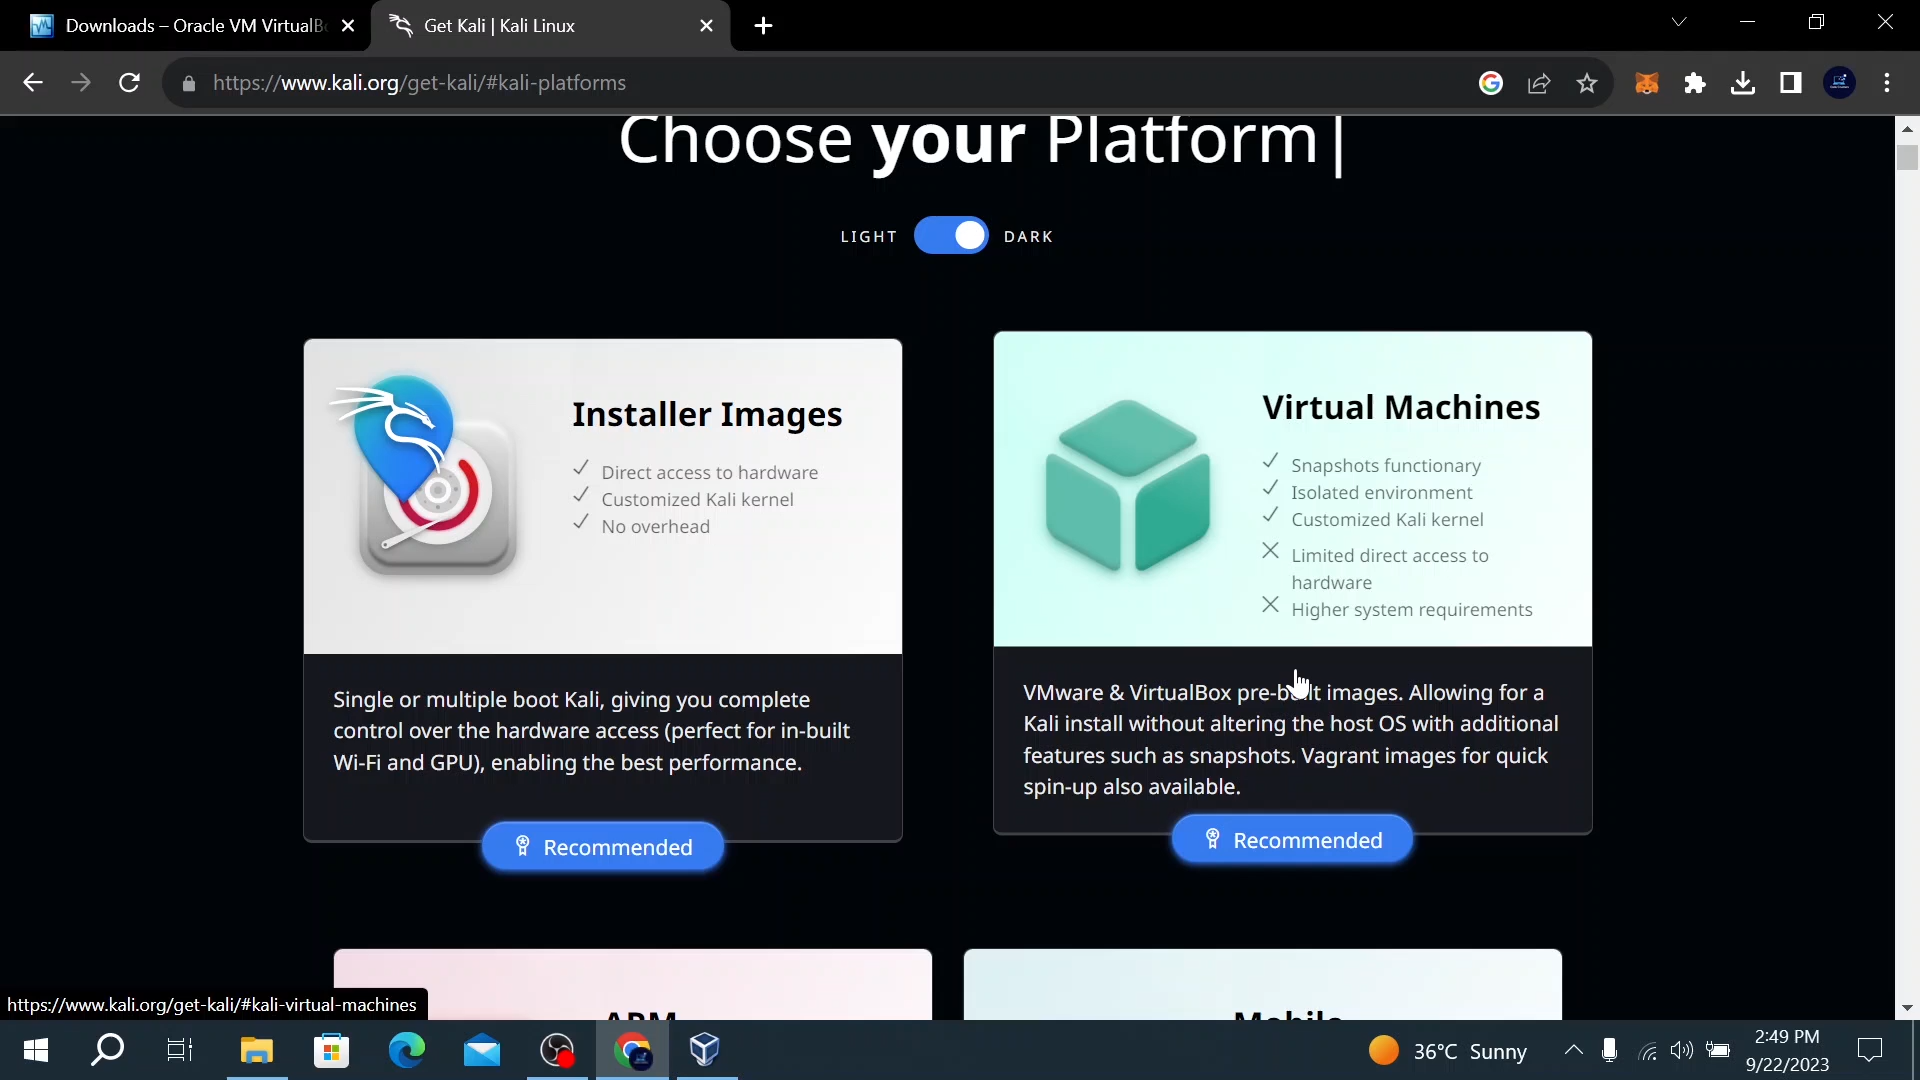 Downloads – Oracle VM VirtualB
Get Kali | Kali Linux
https://www.kali.org/get-kali/#kali-platforms
Choose your Platform|
LIGHT DARK
Installer Images
Direct access to hardware
Customized Kali kernel
No overhead
Single or multiple boot Kali, giving you complete
control over the hardware access (perfect for in-built
Wi-Fi and GPU), enabling the best performance.
Recommended
Virtual Machines
Snapshots functionary
Isolated environment
Customized Kali kernel
Limited direct access to
hardware
Higher system requirements
VMware & VirtualBox pre-built images. Allowing for a
Kali install without altering the host OS with additional
features such as snapshots. Vagrant images for quick
spin-up also available.
Recommended
ARM
Mobile
https://www.kali.org/get-kali/#kali-virtual-machines
36°C Sunny
2:49 PM
9/22/2023